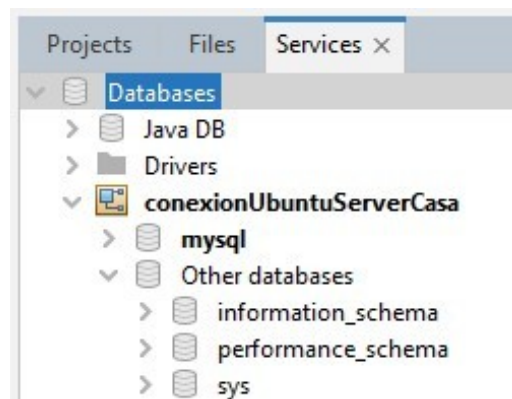 Projects Files Services
Databases
Java DB
Drivers
conexionUbuntuServerCasa
mysql
Other databases
information_schema
performance_schema
sys